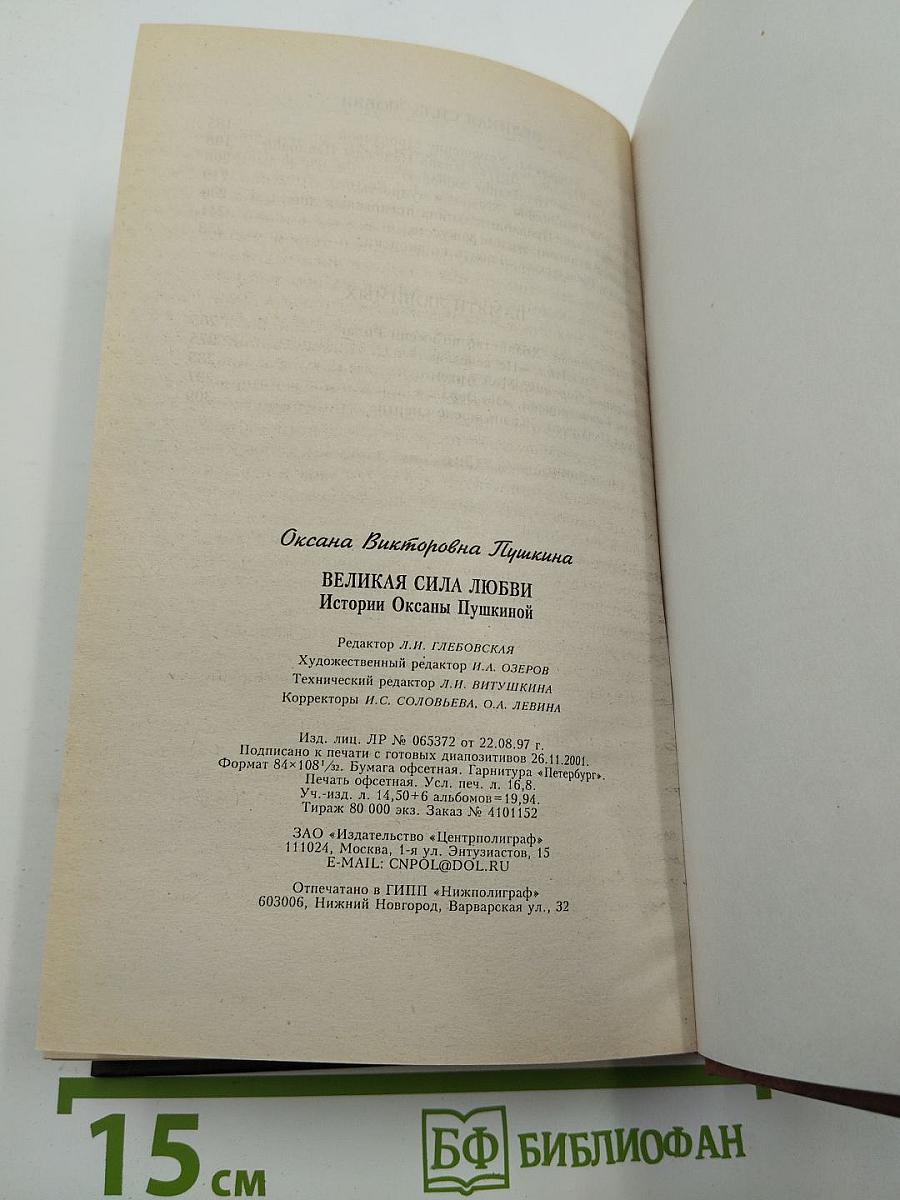 Оксана Викторовна Пушкина
ВЕЛИКАЯ СИЛА ЛЮБВИ
Истории Оксаны Пушкиной
Редактор Л.И. ГЛЕБОВСКАЯ
Художественный редактор И.А. ОЗЕРОВ
Технический редактор Л.И. ВИТУШКИНА
Корректоры И.С. СОЛОВЬЕВА, О.А. ЛЕВИНА
Изд. лиц. ЛР № 065372 от 22.08.97 г.
Подписано к печати с готовых диапозитивов 26.11.2001.
Формат 84×108 1/32. Бумага офсетная. Гарнитура «Петербург».
Печать офсетная. Усл. печ. л. 16,8.
Уч.-изд. л. 14,50+6 альбомов=19,94.
Тираж 80 000 экз. Заказ № 4101152
ЗАО «Издательство «Центрполиграф»
111024, Москва, 1-я ул. Энтузиастов, 15
E-MAIL: CNPOL@DOL.RU
Отпечатано в ГИПП «Нижполиграф»
603006, Нижний Новгород, Варварская ул., 32
15 см
БФ БИБЛИОФАН